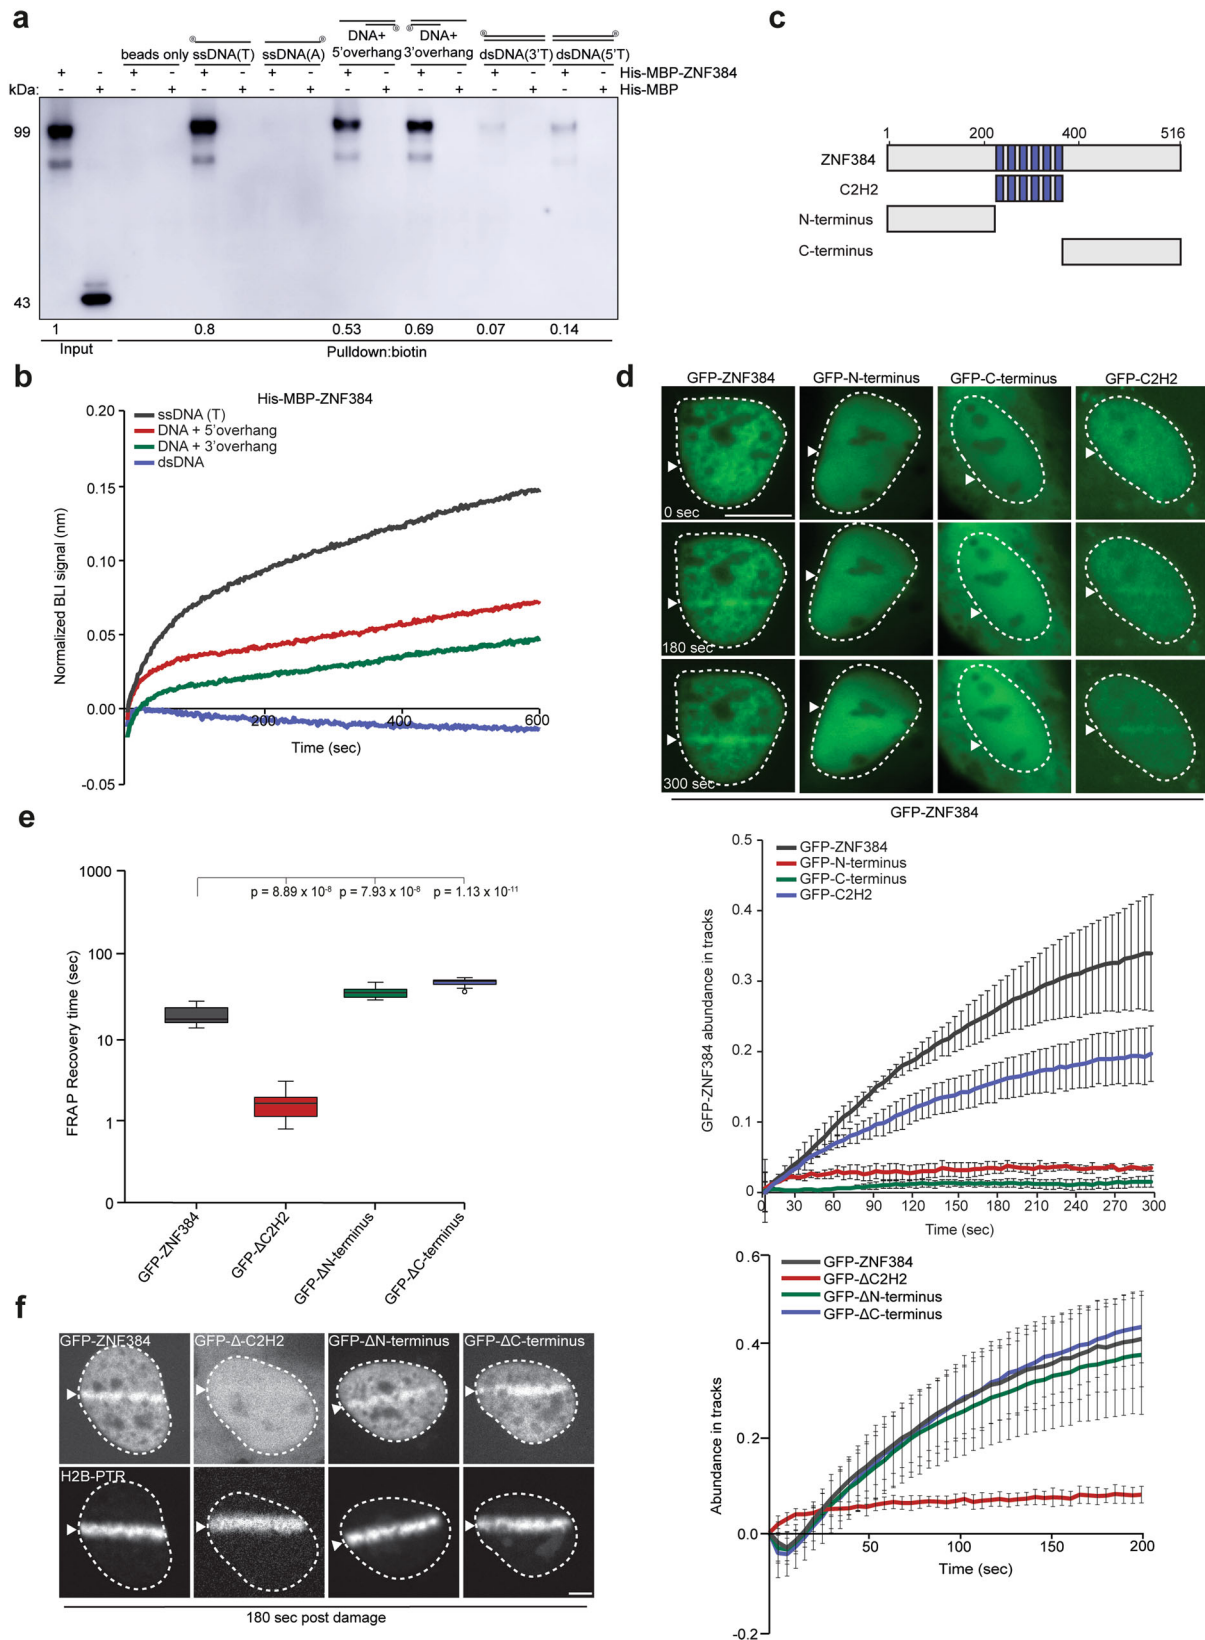 a
DNA+ DNA+
beads only ssDNA(T) ssDNA(A) 5'overhang 3'overhang dsDNA(3'T) dsDNA(5'T)
+ - + - + - + - + - + - + - + - His-MBP-ZNF384
kDa: - + - + - + - + - + - + - + - + His-MBP
99
43
1 0.8 0.53 0.69 0.07 0.14
Input Pulldown:biotin
c
1 200 400 516
ZNF384
C2H2
N-terminus
C-terminus
b
His-MBP-ZNF384
ssDNA (T)
DNA + 5'overhang
DNA + 3'overhang
dsDNA
0.20
0.15
0.10
0.05
0.00
-0.05
200 400 600
Normalized BLI signal (nm)
Time (sec)
d
GFP-ZNF384 GFP-N-terminus GFP-C-terminus GFP-C2H2
0 sec
180 sec
300 sec
GFP-ZNF384
GFP-ZNF384
GFP-N-terminus
GFP-C-terminus
GFP-C2H2
0.5
0.4
0.3
0.2
0.1
0
0 30 60 90 120 150 180 210 240 270 300
GFP-ZNF384 abundance in tracks
Time (sec)
e
1000
100
10
1
0
FRAP Recovery time (sec)
p = 8.89 x 10-8 p = 7.93 x 10-8 p = 1.13 x 10-11
GFP-ZNF384
GFP-ΔC2H2
GFP-ΔN-terminus
GFP-ΔC-terminus
f
GFP-ZNF384 GFP-Δ-C2H2 GFP-ΔN-terminus GFP-ΔC-terminus
H2B-PTR
180 sec post damage
GFP-ZNF384
GFP-ΔC2H2
GFP-ΔN-terminus
GFP-ΔC-terminus
0.6
0.4
0.2
0.0
-0.2
50 100 150 200
Abundance in tracks
Time (sec)